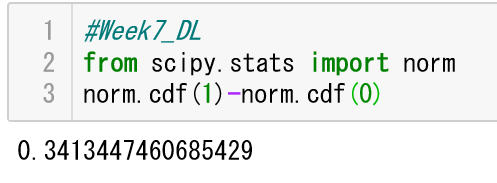 1 #Week7_DL
2 from scipy.stats import norm
3 norm.cdf(1)-norm.cdf(0)
0.3413447460685429